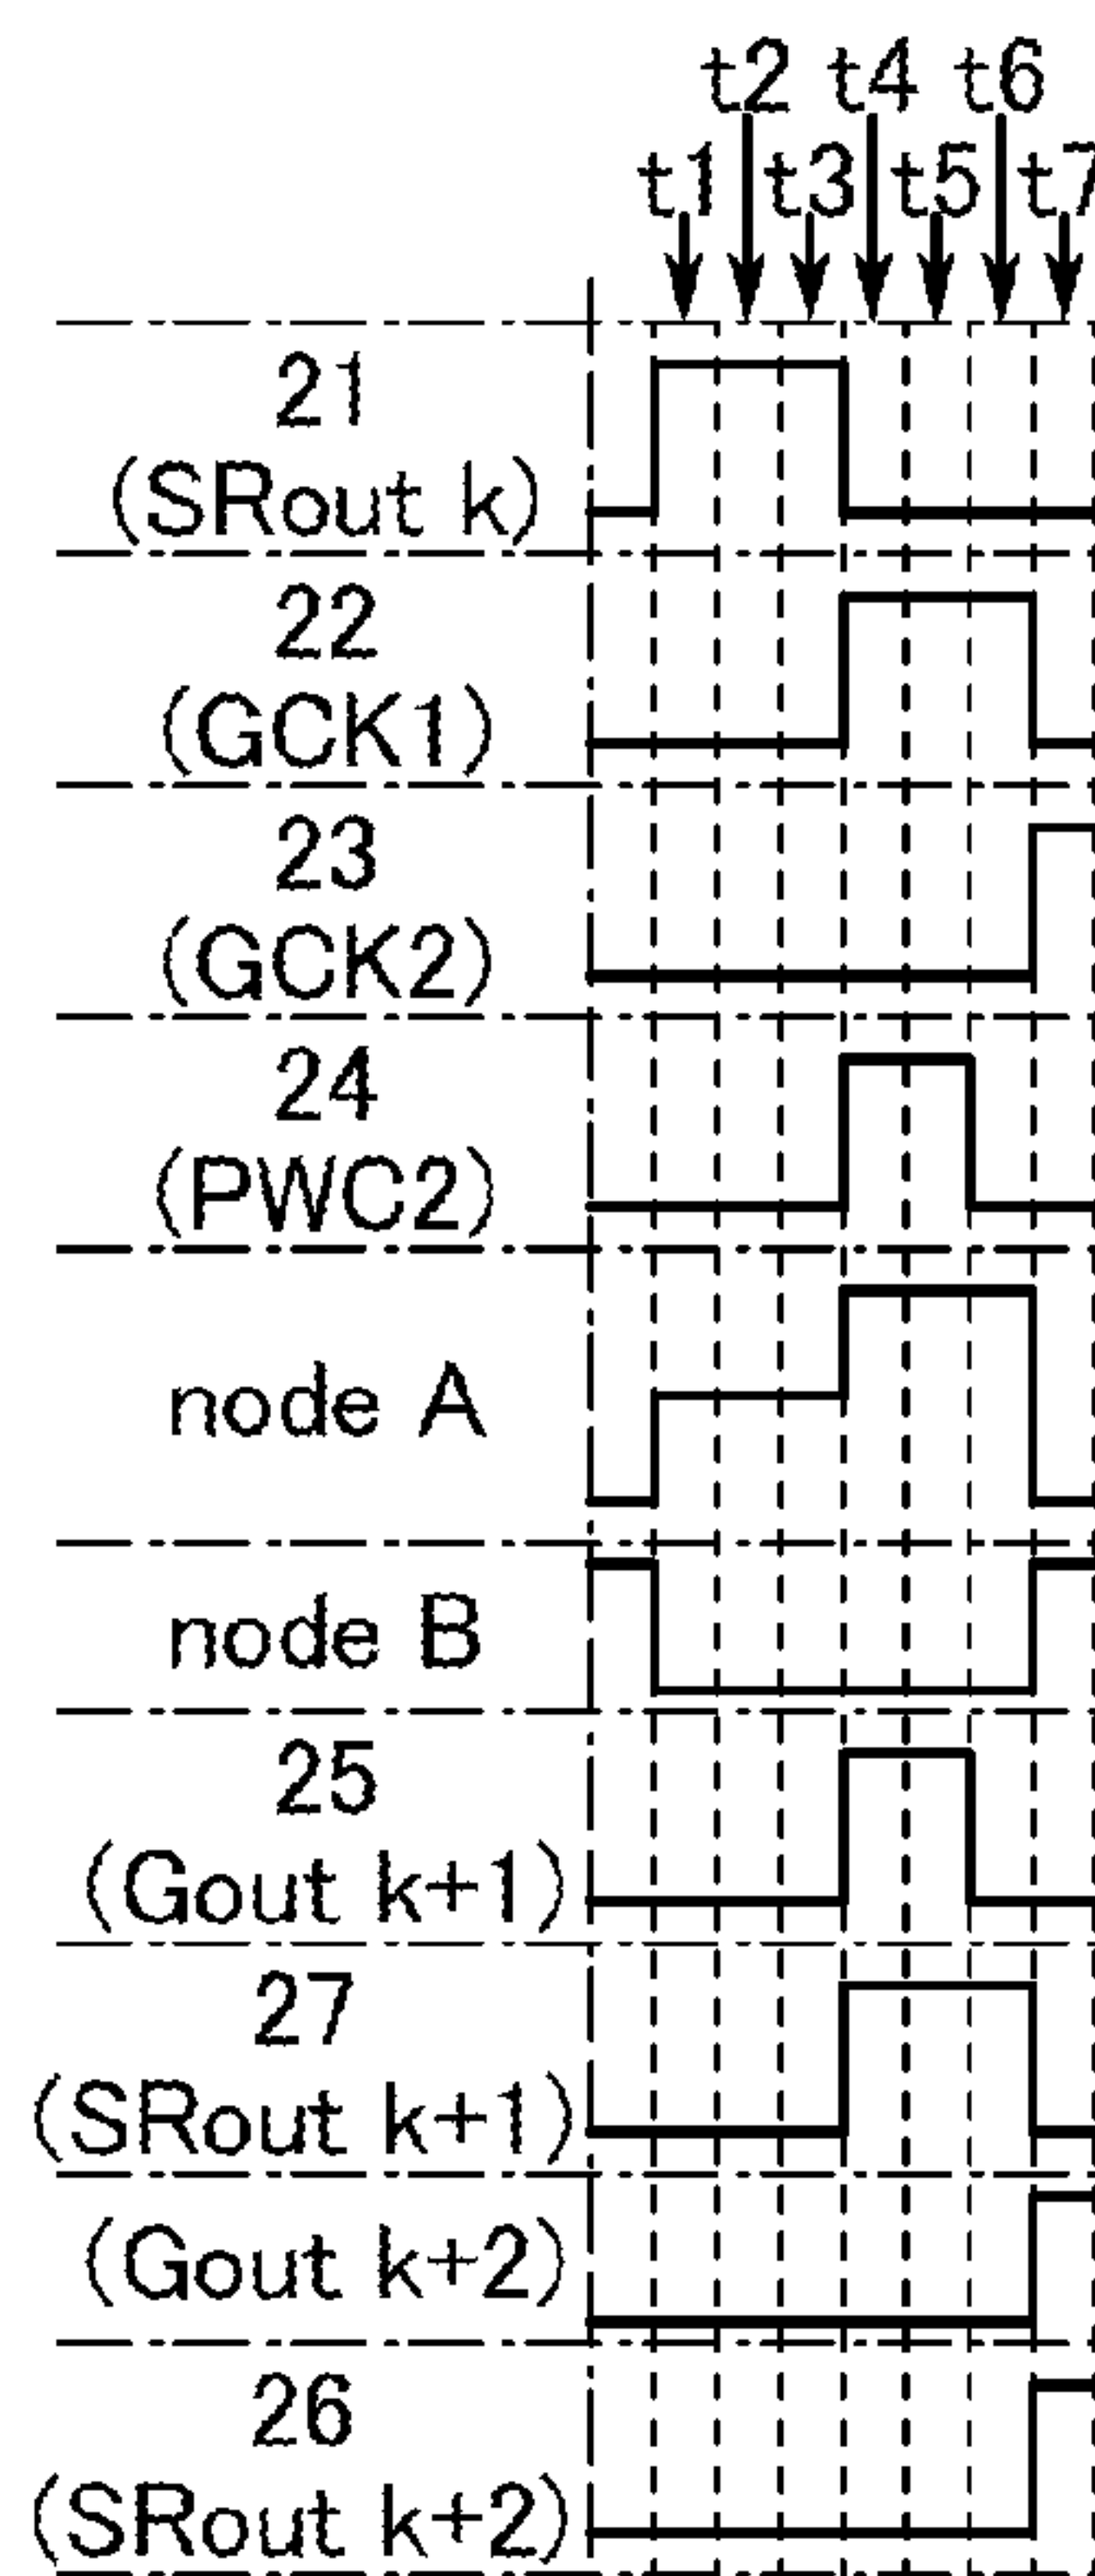 t2 t4 t6
t1 t3 t5 t7
21
(SRout k)
22
(GCK1)
23
(GCK2)
24
(PWC2)
node A
node B
25
(Gout k+1)
27
(SRout k+1)
(Gout k+2)
26
(SRout k+2)